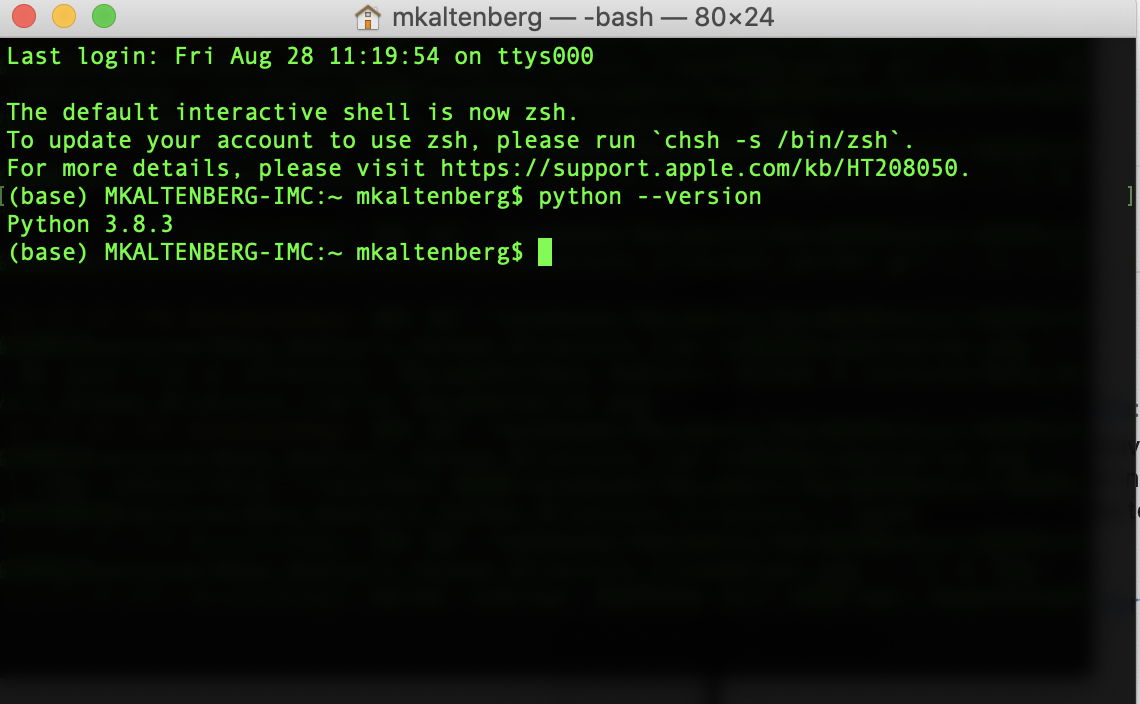 mkaltenberg — -bash — 80×24
Last login: Fri Aug 28 11:19:54 on ttys000
The default interactive shell is now zsh.
To update your account to use zsh, please run `chsh -s /bin/zsh`.
For more details, please visit https://support.apple.com/kb/HT208050.
[(base) MKALTENBERG-IMC:~ mkaltenberg$ python --version ]
Python 3.8.3
(base) MKALTENBERG-IMC:~ mkaltenberg$